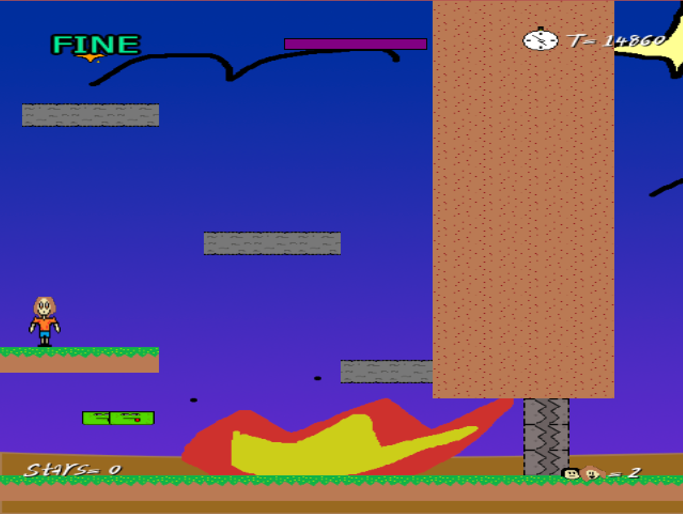 FINE
T= 14860
Stars= 0
= 2